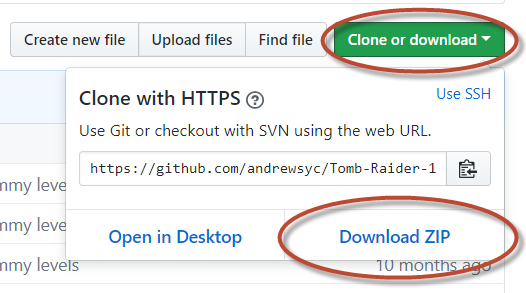 Create new file Upload files Find file Clone or download
Clone with HTTPS ? Use SSH
Use Git or checkout with SVN using the web URL.
https://github.com/andrewsyc/Tomb-Raider-1
mmy leve
Open in Desktop Download ZIP
mmy leve
mmy levels 10 months ago